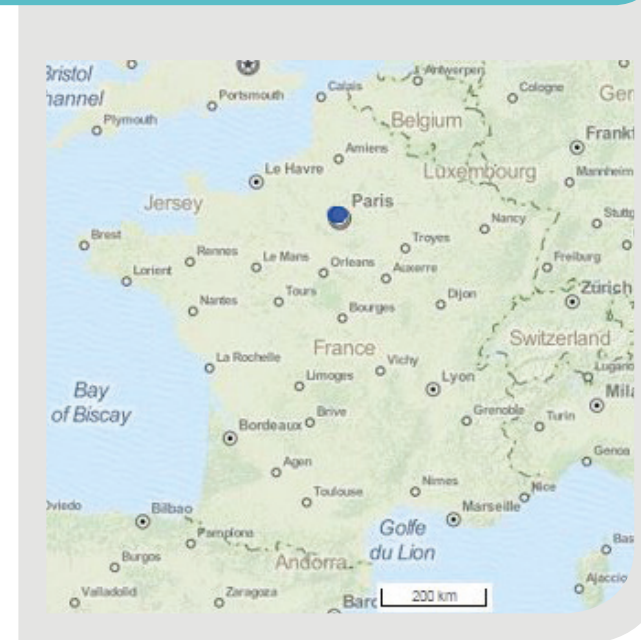 Bristol
hannel
Portsmouth
Plymouth
Calais
Antwerpen
Cologne
Ger
Belgium
Frankf
Amiens
Le Havre
Luxembourg
Mannheim
Jersey
Paris
Nancy
Stuttg
Brest
Troyes
Rennes
Le Mans
Orleans
Auxerre
Freiburg
Lorient
Tours
Dijon
Zürich
Nantes
Bourges
Switzerland
France
La Rochelle
Vichy
Lugano
Limoges
Lyon
Mila
Bay
of Biscay
Brive
Grenoble
Turin
Bordeaux
Genoa
Agen
Nimes
Nice
Toulouse
Marseille
Oviedo
Bilbao
Golfe
du Lion
Pamplona
Bas
Burgos
Andorra
Ajaccio
Valladolid
Zaragoza
Barc
200 km